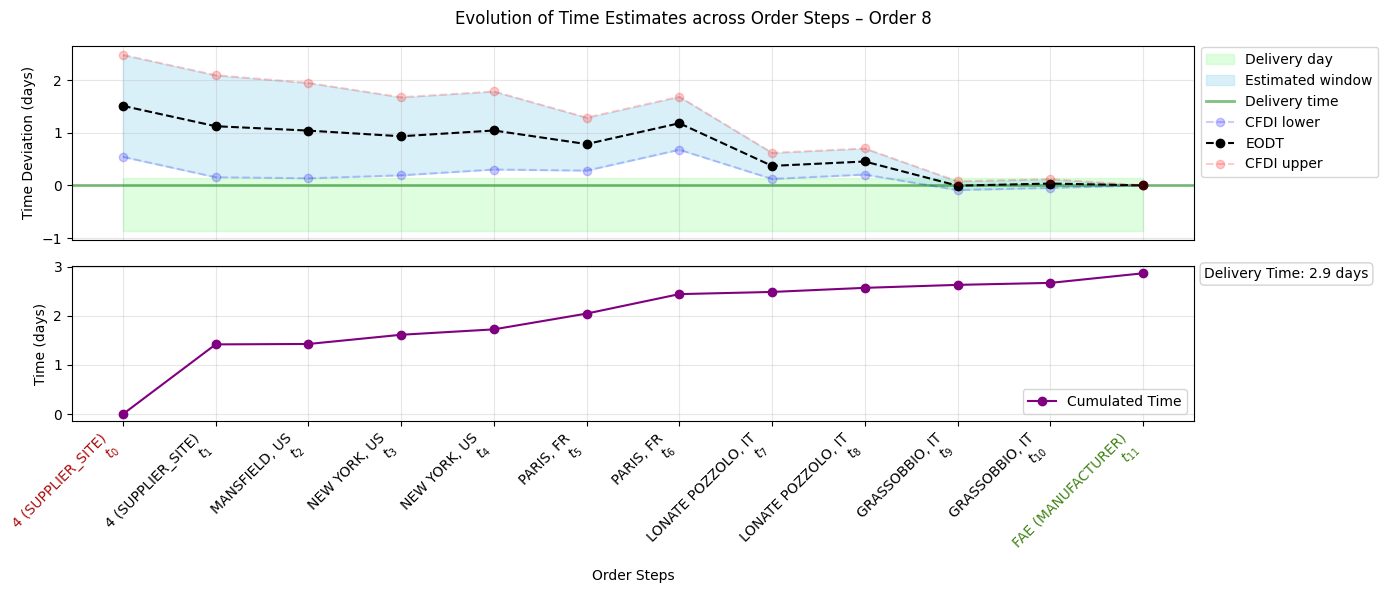 Evolution of Time Estimates across Order Steps – Order 8
Time Deviation (days)
2
1
0
−1
Delivery day
Estimated window
Delivery time
CFDI lower
EODT
CFDI upper
Time (days)
3
2
1
0
Delivery Time: 2.9 days
Cumulated Time
4 (SUPPLIER_SITE)
t0
4 (SUPPLIER_SITE)
t1
MANSFIELD, US
t2
NEW YORK, US
t3
NEW YORK, US
t4
PARIS, FR
t5
PARIS, FR
t6
LONATE POZZOLO, IT
t7
LONATE POZZOLO, IT
t8
GRASSOBBIO, IT
t9
GRASSOBBIO, IT
t10
FAE (MANUFACTURER)
t11
Order Steps